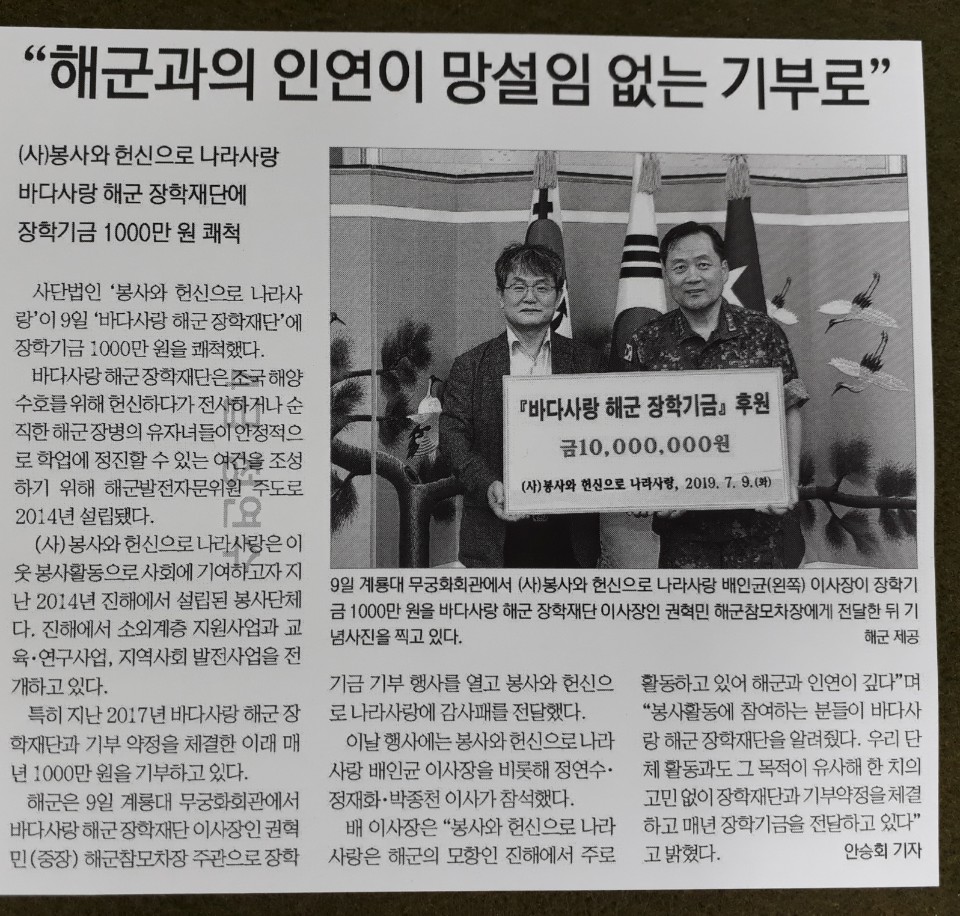 “해군과의 인연이 망설임 없는 기부로”
(사)봉사와 헌신으로 나라사랑
바다사랑 해군 장학재단에
장학기금 1000만 원 쾌척
사단법인 ‘봉사와 헌신으로 나라사
랑’이 9일 ‘바다사랑 해군 장학재단’에
장학기금 1000만 원을 쾌척했다.
바다사랑 해군 장학재단은 조국 해양
수호를 위해 헌신하다가 전사하거나 순
직한 해군 장병의 유자녀들이 안정적으
로 학업에 정진할 수 있는 여건을 조성
하기 위해 해군발전자문위원 주도로
2014년 설립됐다.
(사) 봉사와 헌신으로 나라사랑은 이
웃 봉사활동으로 사회에 기여하고자 지
난 2014년 진해에서 설립된 봉사단체
다. 진해에서 소외계층 지원사업과 교
육·연구사업, 지역사회 발전사업을 전
개하고 있다.
특히 지난 2017년 바다사랑 해군 장
학재단과 기부 약정을 체결한 이래 매
년 1000만 원을 기부하고 있다.
해군은 9일 계룡대 무궁화회관에서
바다사랑 해군 장학재단 이사장인 권혁
민(중장) 해군참모차장 주관으로 장학
『바다사랑 해군 장학기금』 후원
금10,000,000원
(사)봉사와 헌신으로 나라사랑, 2019. 7. 9.(화)
9일 계룡대 무궁화회관에서 (사)봉사와 헌신으로 나라사랑 배인균(왼쪽) 이사장이 장학기
금 1000만 원을 바다사랑 해군 장학재단 이사장인 권혁민 해군참모차장에게 전달한 뒤 기
념사진을 찍고 있다.
해군 제공
기금 기부 행사를 열고 봉사와 헌신으
로 나라사랑에 감사패를 전달했다.
이날 행사에는 봉사와 헌신으로 나라
사랑 배인균 이사장을 비롯해 정연수·
정재화·박종천 이사가 참석했다.
배 이사장은 “봉사와 헌신으로 나라
사랑은 해군의 모항인 진해에서 주로
활동하고 있어 해군과 인연이 깊다”며
“봉사활동에 참여하는 분들이 바다사
랑 해군 장학재단을 알려줬다. 우리 단
체 활동과도 그 목적이 유사해 한 치의
고민 없이 장학재단과 기부약정을 체결
하고 매년 장학기금을 전달하고 있다”
고 밝혔다.
안승회 기자
정연수